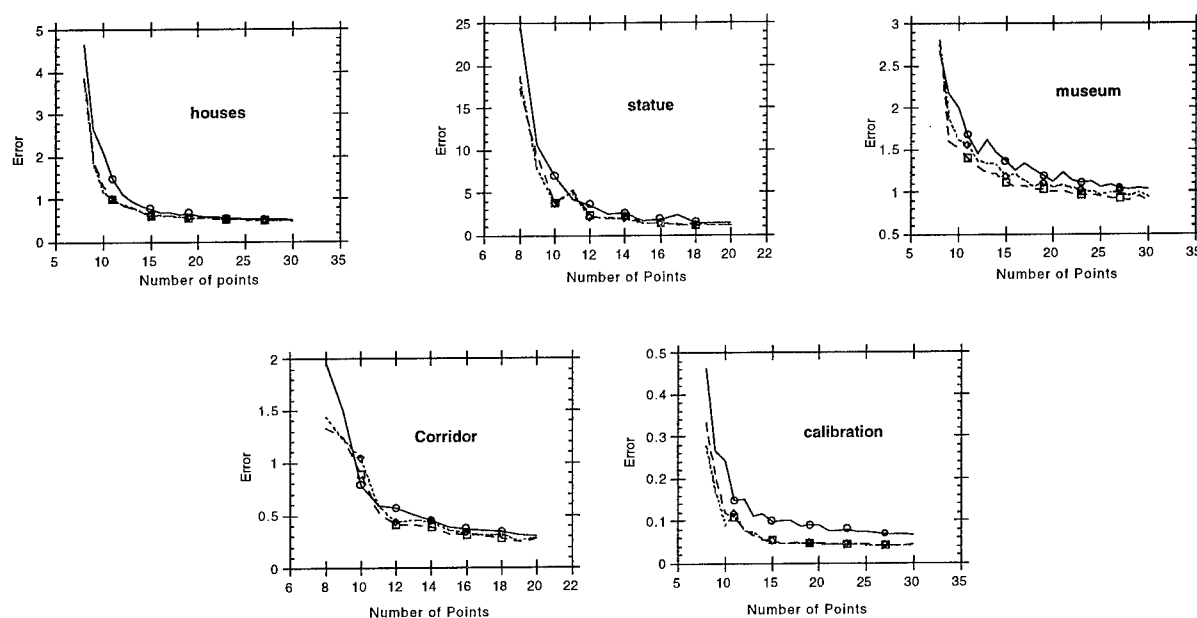 5
4
3
2
1
0
Error
houses
5 10 15 20 25 30 35
Number of points
25
20
15
10
5
0
Error
statue
6 8 10 12 14 16 18 20 22
Number of Points
3
2.5
2
1.5
1
0.5
Error
museum
5 10 15 20 25 30 35
Number of Points
2
1.5
1
0.5
0
Error
Corridor
6 8 10 12 14 16 18 20 22
Number of Points
0.5
0.4
0.3
0.2
0.1
0
Error
calibration
5 10 15 20 25 30 35
Number of Points